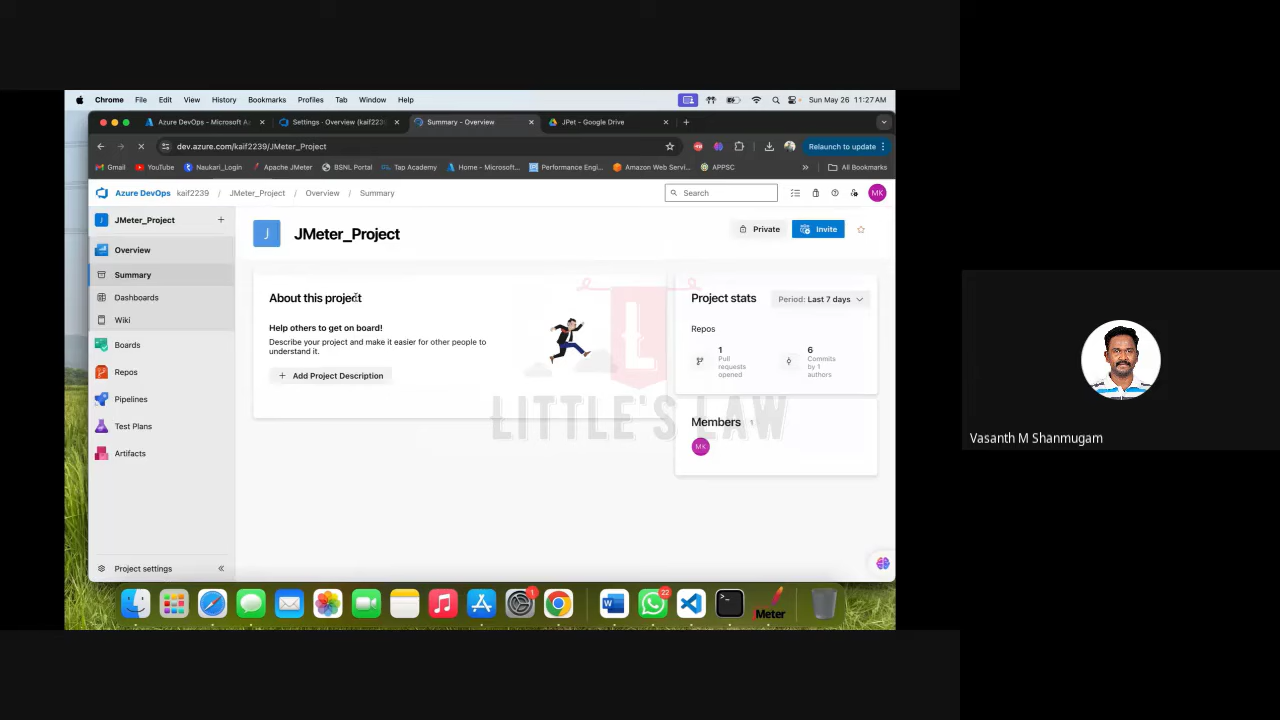 Chrome File Edit View History Bookmarks Profiles Tab Window Help Sun May 26 11:27 AM
Azure DevOps - Microsoft Az Settings · Overview (kaif2239 Summary - Overview JPet - Google Drive
dev.azure.com/kaif2239/JMeter_Project Relaunch to update
Gmail YouTube Naukari_Login Apache JMeter BSNL Portal Tap Academy Home - Microsoft... Performance Engi... Amazon Web Servi... APPSC » All Bookmarks
Azure DevOps kaif2239 / JMeter_Project / Overview / Summary Search MK
J JMeter_Project +
Overview
Summary
Dashboards
Wiki
Boards
Repos
Pipelines
Test Plans
Artifacts
Project settings «
J JMeter_Project Private Invite
About this project
Help others to get on board!
Describe your project and make it easier for other people to
understand it.
+ Add Project Description
Project stats Period: Last 7 days
Repos
1
Pull
requests
opened
6
Commits
by 1
authors
Members 1
MK
L
LITTLE'S LAW
1 22
Meter
Vasanth M Shanmugam